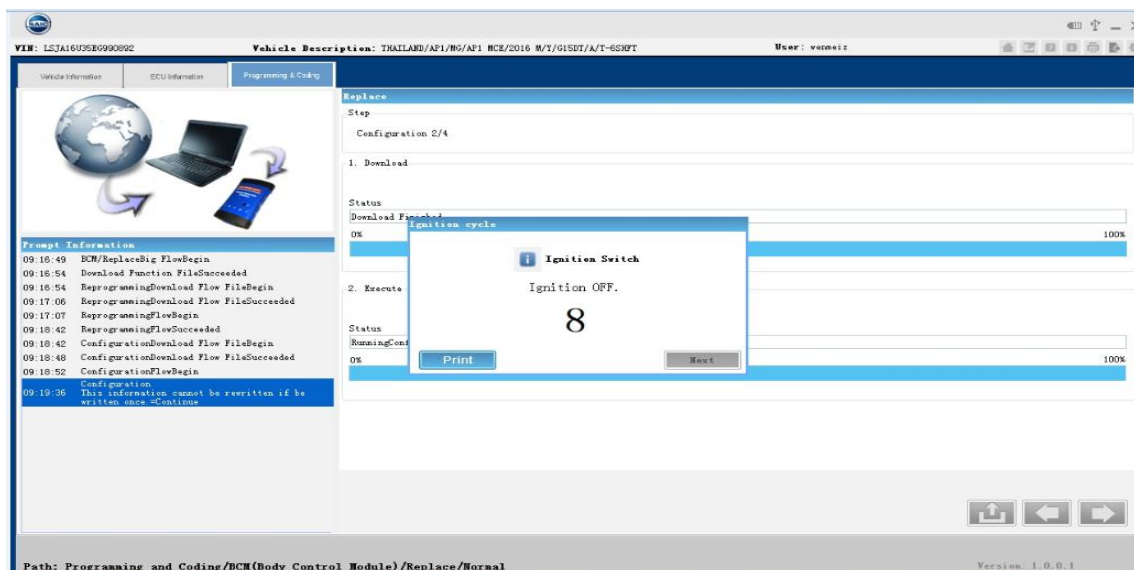 VIN: LSJA16U35EG990892 Vehicle Description: THAILAND/AP1/MG/AP1 MCE/2016 M/Y/G15DT/A/T-6SHFT User: venmeiz
Vehicle Information ECU Information Programming & Coding
Replace
Step
Configuration 2/4
1. Download
Status
Download Finished
0% 100%
Ignition cycle
Ignition Switch
Ignition OFF.
8
Print Next
2. Execute
Status
0% 100%
Prompt Information
09:16:49 BCM/ReplaceBig FlowBegin
09:16:54 Download Function FileSucceeded
09:16:54 ReprogrammingDownload Flow FileBegin
09:17:06 ReprogrammingDownload Flow FileSucceeded
09:17:07 ReprogrammingFlowBegin
09:18:42 ReprogrammingFlowSucceeded
09:18:42 ConfigurationDownload Flow FileBegin
09:18:48 ConfigurationDownload Flow FileSucceeded
09:18:52 ConfigurationFlowBegin
09:19:36 Configuration
This information cannot be rewritten if be
written once.=Continue
Path: Programming and Coding/BCM(Body Control Module)/Replace/Normal Version: 1.0.0.1